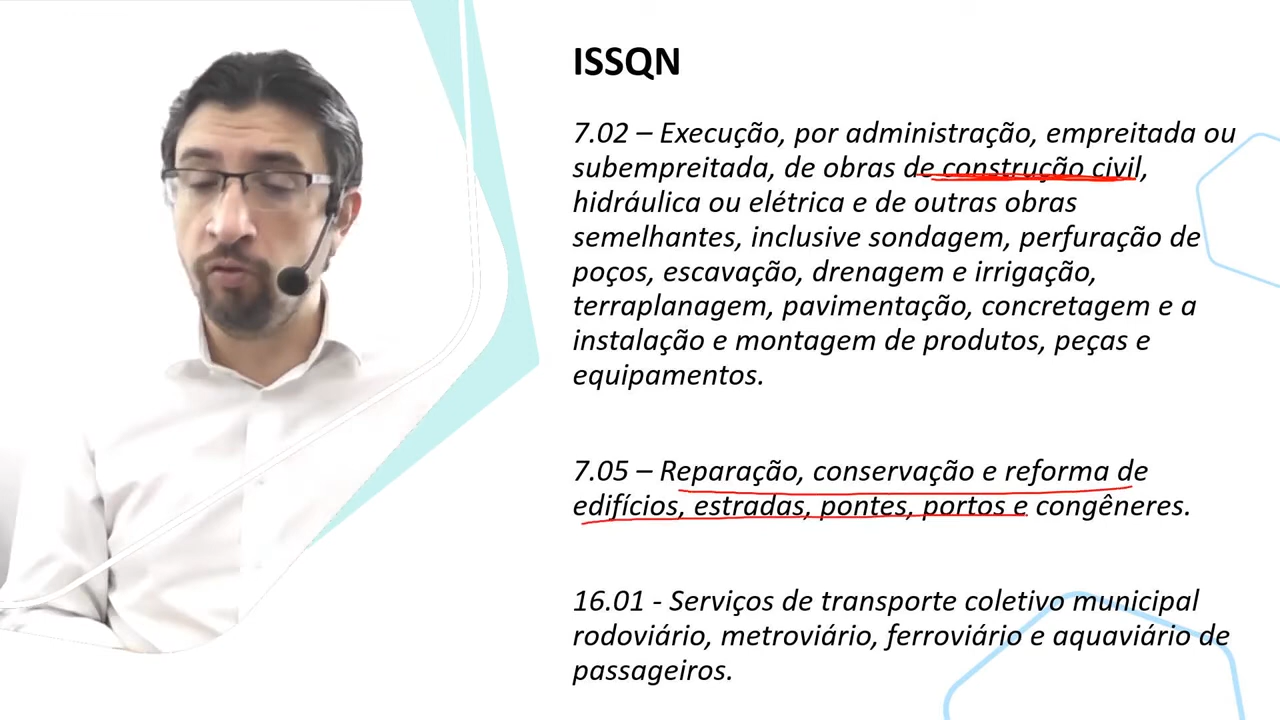 ISSQN
7.02 – Execução, por administração, empreitada ou
subempreitada, de obras de construção civil,
hidráulica ou elétrica e de outras obras
semelhantes, inclusive sondagem, perfuração de
poços, escavação, drenagem e irrigação,
terraplanagem, pavimentação, concretagem e a
instalação e montagem de produtos, peças e
equipamentos.
7.05 – Reparação, conservação e reforma de
edifícios, estradas, pontes, portos e congêneres.
16.01 - Serviços de transporte coletivo municipal
rodoviário, metroviário, ferroviário e aquaviário de
passageiros.